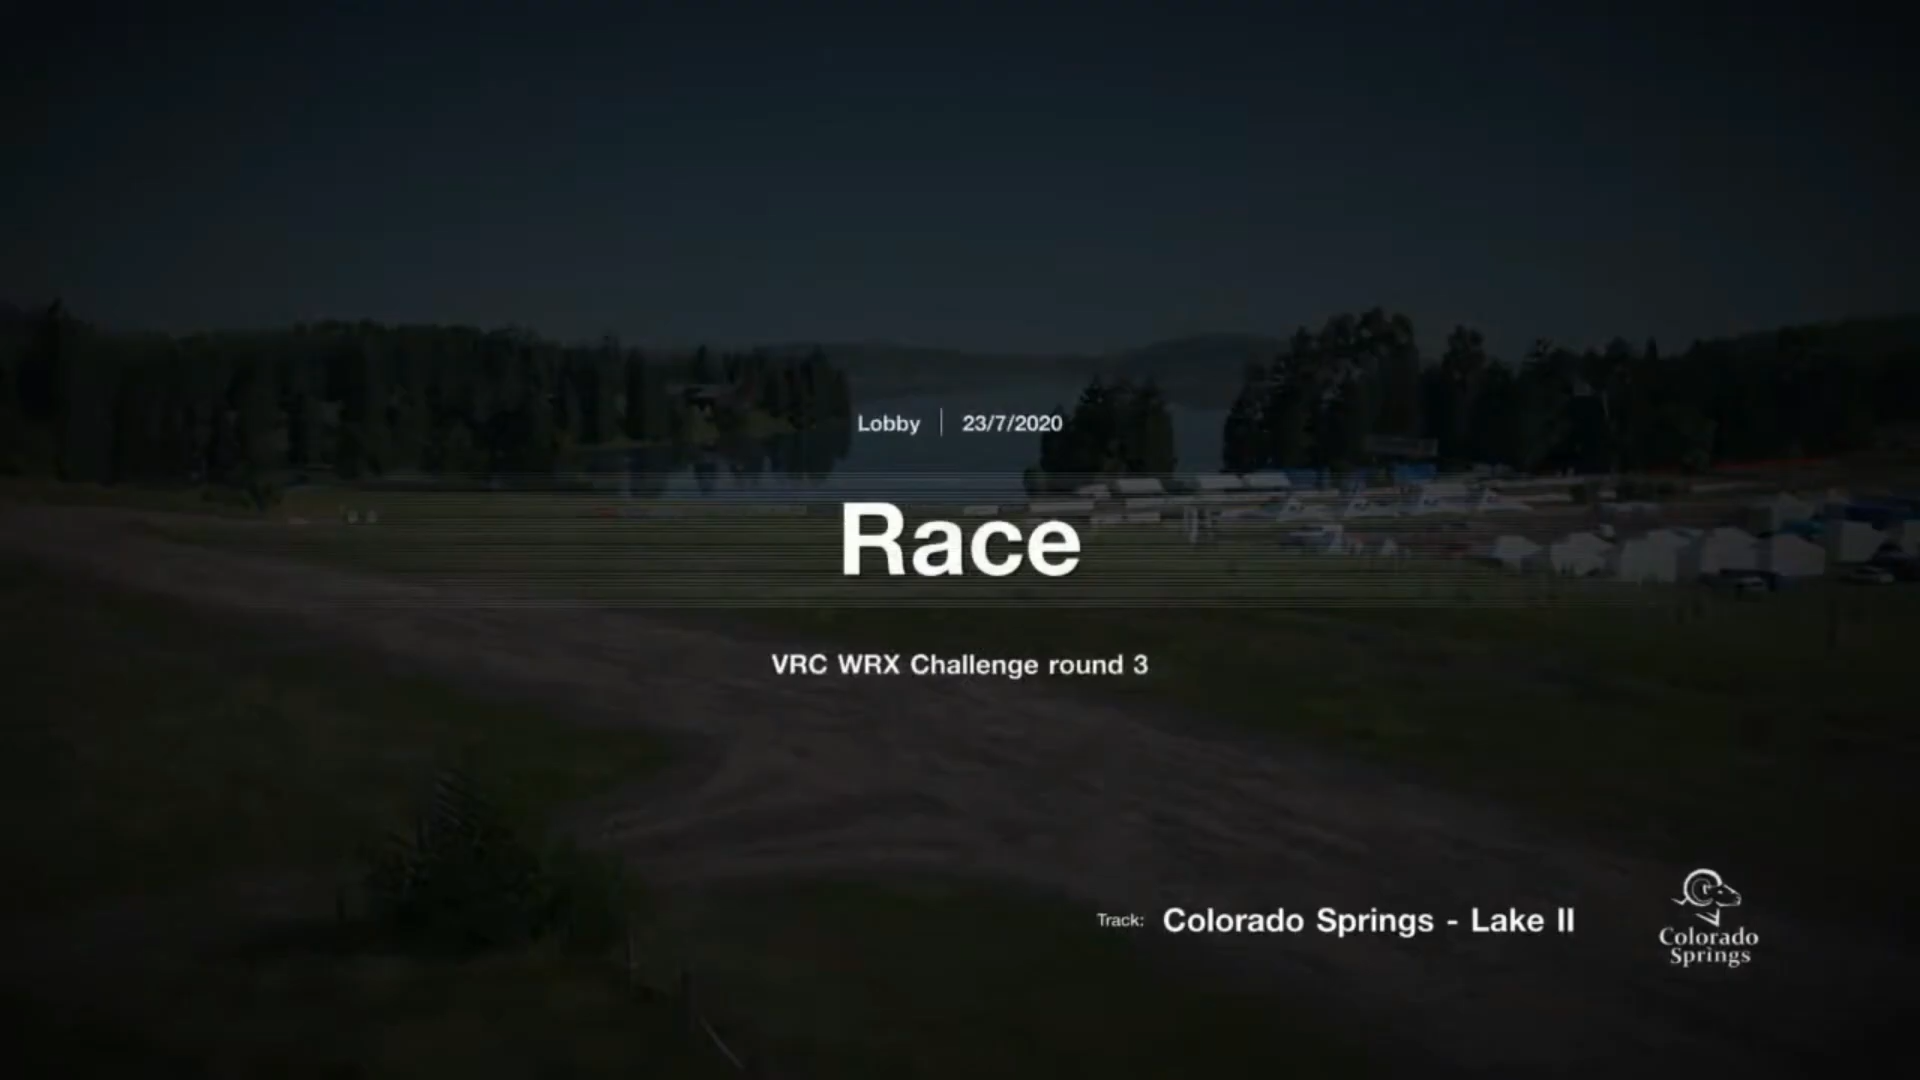 Lobby | 23/7/2020
Race
VRC WRX Challenge round 3
Track: Colorado Springs - Lake II
Colorado
Springs